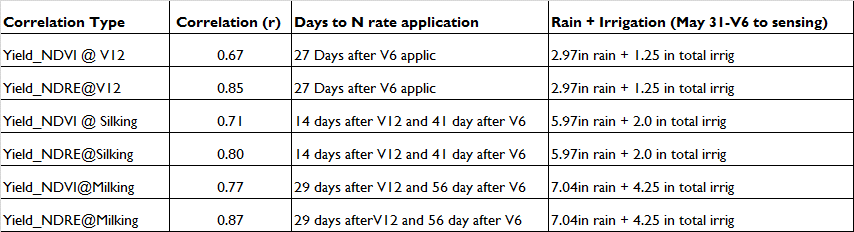 Correlation Type Correlation (r) Days to N rate application Rain + Irrigation (May 31-V6 to sensing)
Yield_NDVI @ V12 0.67 27 Days after V6 applic 2.97in rain + 1.25 in total irrig
Yield_NDRE@V12 0.85 27 Days after V6 applic 2.97in rain + 1.25 in total irrig
Yield_NDVI @ Silking 0.71 14 days after V12 and 41 day after V6 5.97in rain + 2.0 in total irrig
Yield_NDRE@Silking 0.80 14 days after V12 and 41 day after V6 5.97in rain + 2.0 in total irrig
Yield_NDVI@Milking 0.77 29 days after V12 and 56 day after V6 7.04in rain + 4.25 in total irrig
Yield_NDRE@Milking 0.87 29 days afterV12 and 56 day after V6 7.04in rain + 4.25 in total irrig